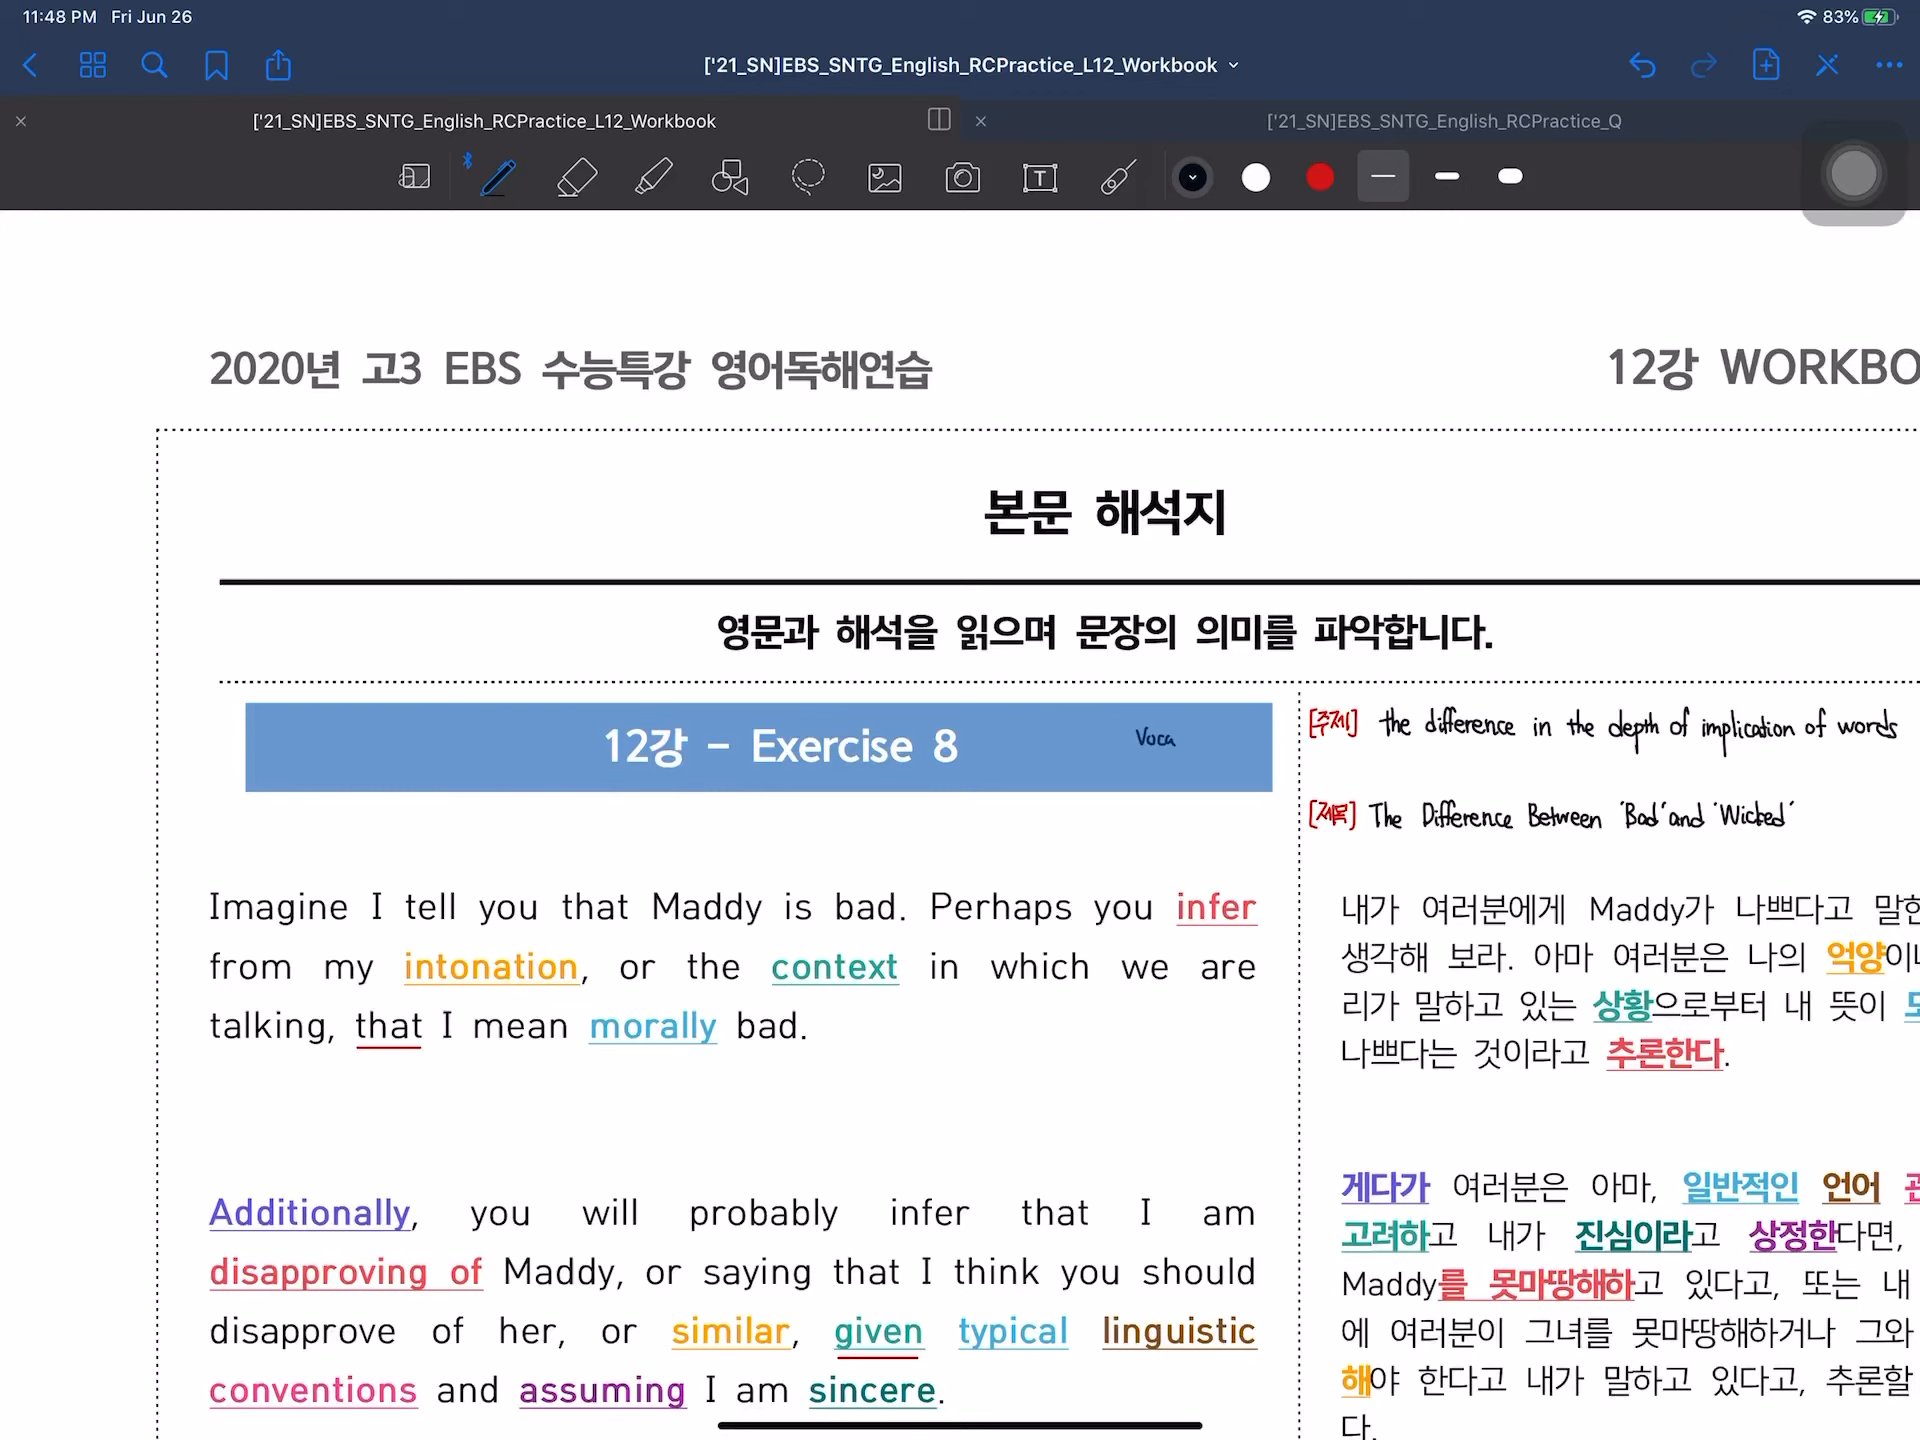 11:48 PM Fri Jun 26
83%
['21_SN]EBS_SNTG_English_RCPractice_L12_Workbook
['21_SN]EBS_SNTG_English_RCPractice_L12_Workbook
['21_SN]EBS_SNTG_English_RCPractice_Q
2020년 고3 EBS 수능특강 영어독해연습
12강 WORKBO
본문 해석지
영문과 해석을 읽으며 문장의 의미를 파악합니다.
12강 - Exercise 8
Voca
Imagine I tell you that Maddy is bad. Perhaps you infer
from my intonation, or the context in which we are
talking, that I mean morally bad.
Additionally, you will probably infer that I am
disapproving of Maddy, or saying that I think you should
disapprove of her, or similar, given typical linguistic
conventions and assuming I am sincere.
[주제] the difference in the depth of implication of words
[제목] The Difference Between 'Bad' and 'Wicked'
내가 여러분에게 Maddy가 나쁘다고 말한
생각해 보라. 아마 여러분은 나의 억양이나
리가 말하고 있는 상황으로부터 내 뜻이
나쁘다는 것이라고 추론한다.
게다가 여러분은 아마, 일반적인 언어
고려하고 내가 진심이라고 상정한다면,
Maddy를 못마땅해하고 있다고, 또는 내
에 여러분이 그녀를 못마땅해하거나 그와
해야 한다고 내가 말하고 있다고, 추론할
다.